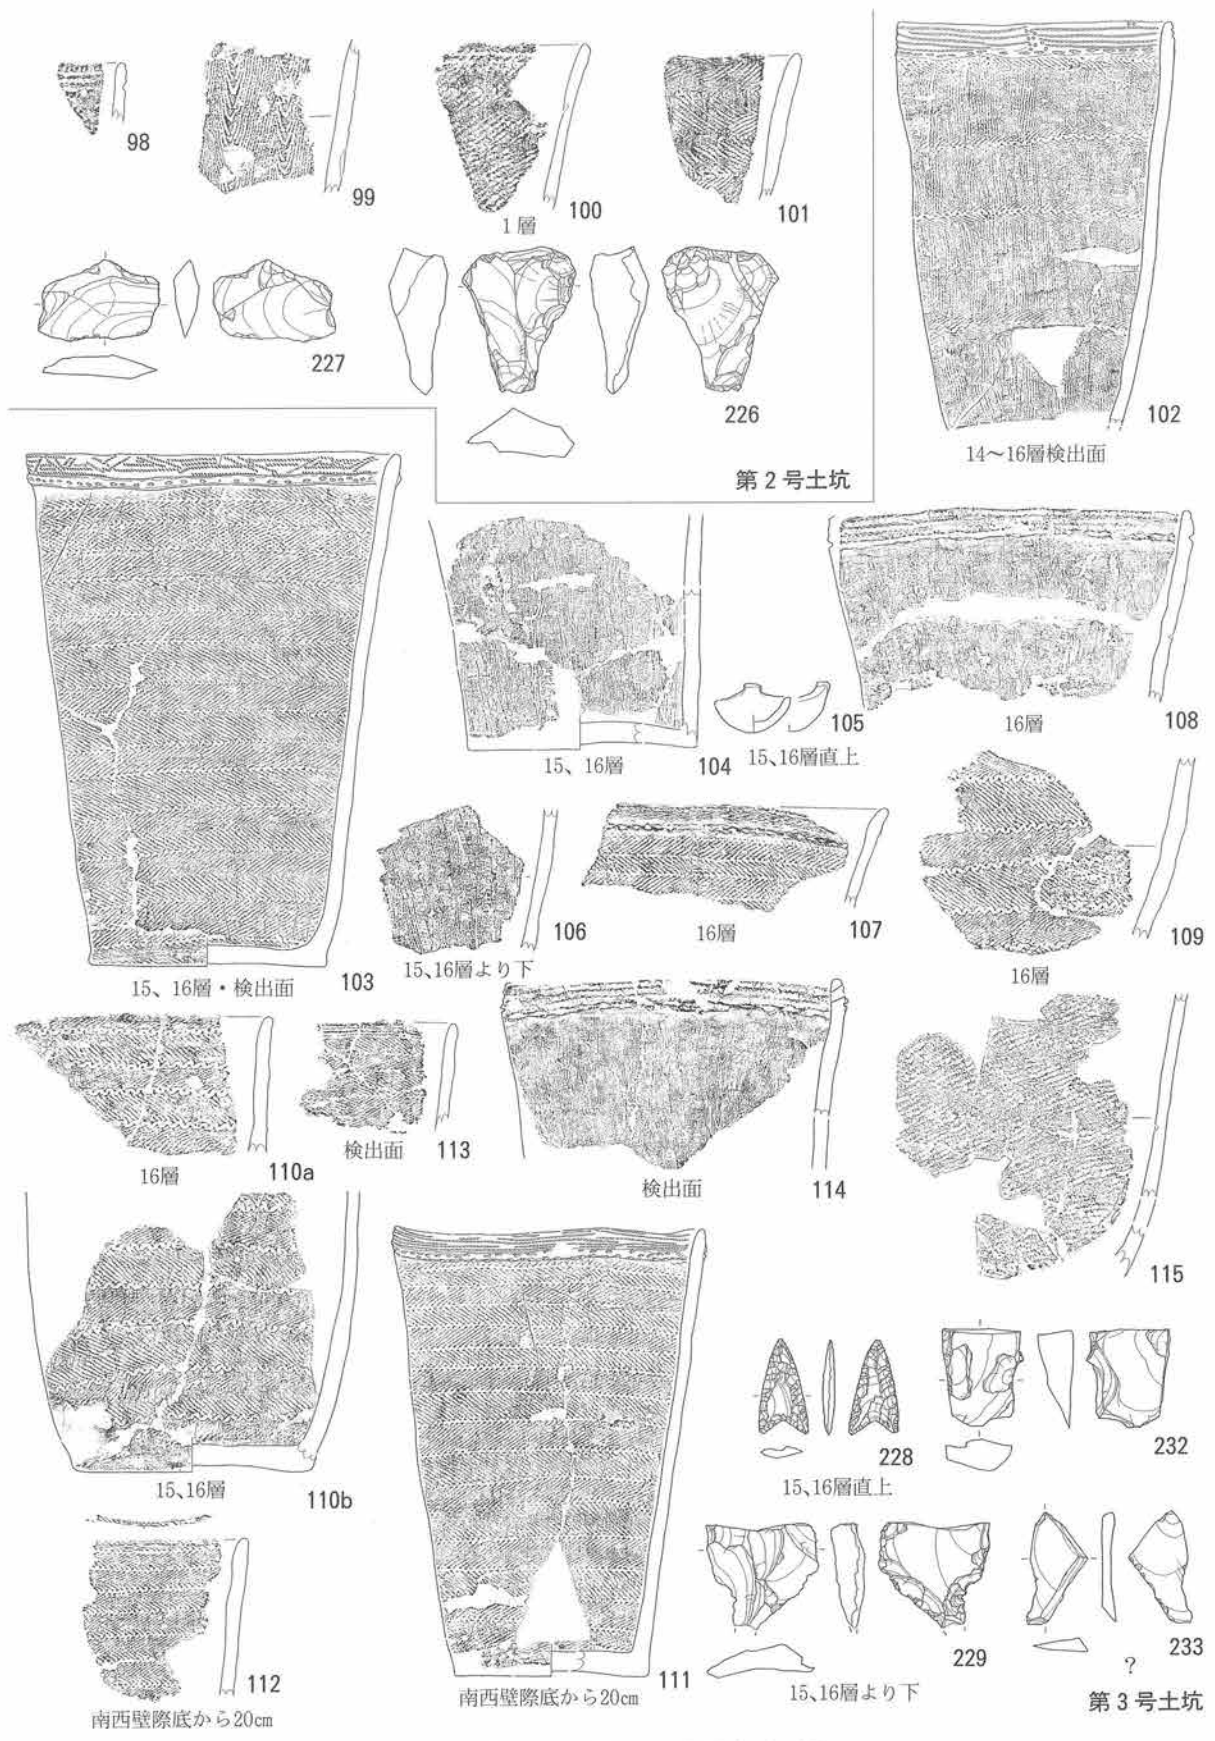 98
99
100
1層
101
227
226
第2号土坑
102
14～16層検出面
103
15、16層・検出面
104
15、16層
105
15、16層直上
108
16層
106
15、16層より下
107
16層
109
16層
110a
16層
113
検出面
114
検出面
115
110b
15、16層
111
南西壁際底から20㎝
112
南西壁際底から20㎝
228
15、16層直上
232
229
15、16層より下
233
?
第3号土坑